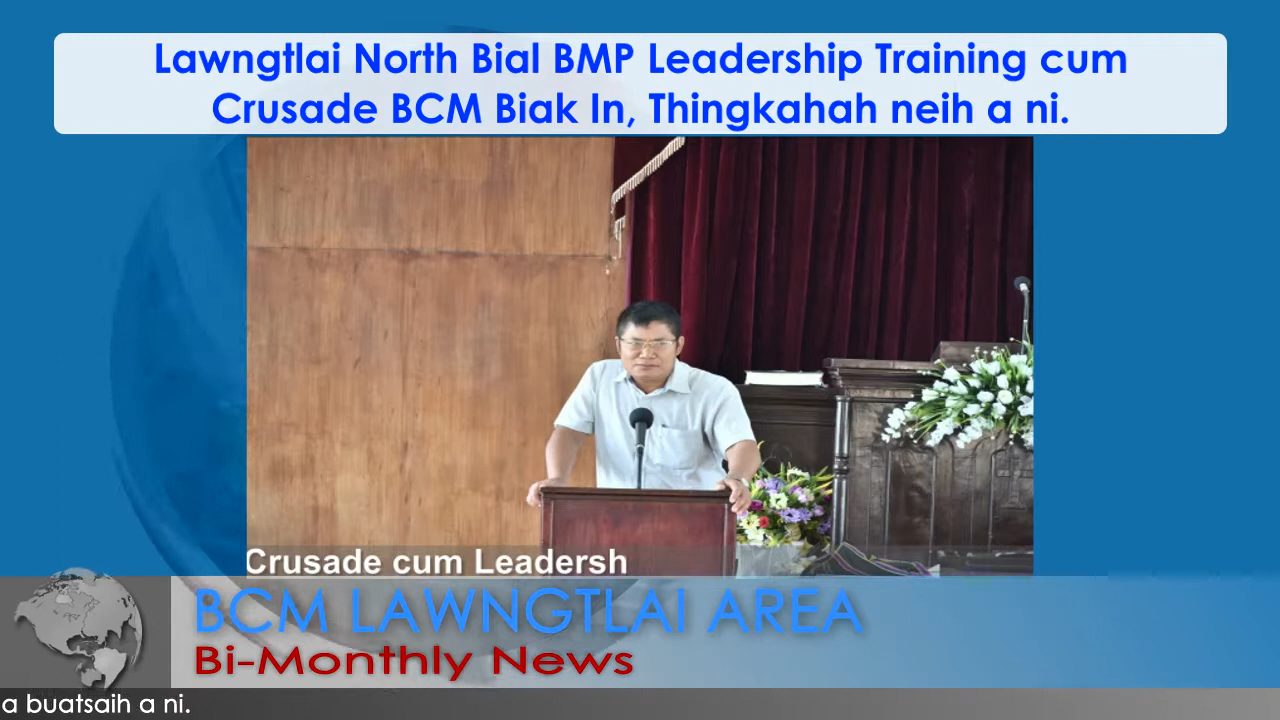 Lawngtlai North Bial BMP Leadership Training cum
Crusade BCM Biak In, Thingkahah neih a ni.
Crusade cum Leadersh
BCM LAWNGTLAI AREA
Bi-Monthly News
a buatsaih a ni.